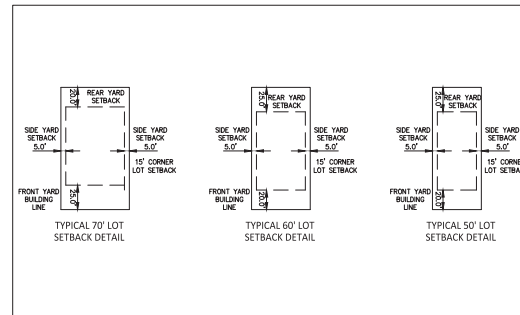 20.0'
REAR YARD
SETBACK
SIDE YARD
SETBACK
5.0'
SIDE YARD
SETBACK
5.0'
15' CORNER
LOT SETBACK
FRONT YARD
BUILDING
LINE
25.0'
TYPICAL 70' LOT
SETBACK DETAIL
25.0'
REAR YARD
SETBACK
SIDE YARD
SETBACK
5.0'
SIDE YARD
SETBACK
5.0'
15' CORNER
LOT SETBACK
FRONT YARD
BUILDING
LINE
20.0'
TYPICAL 60' LOT
SETBACK DETAIL
25.0'
REAR YARD
SETBACK
SIDE YARD
SETBACK
5.0'
SIDE YARD
SETBACK
5.0'
15' CORNE
LOT SETBA
FRONT YARD
BUILDING
LINE
20.0'
TYPICAL 50' LOT
SETBACK DETAIL